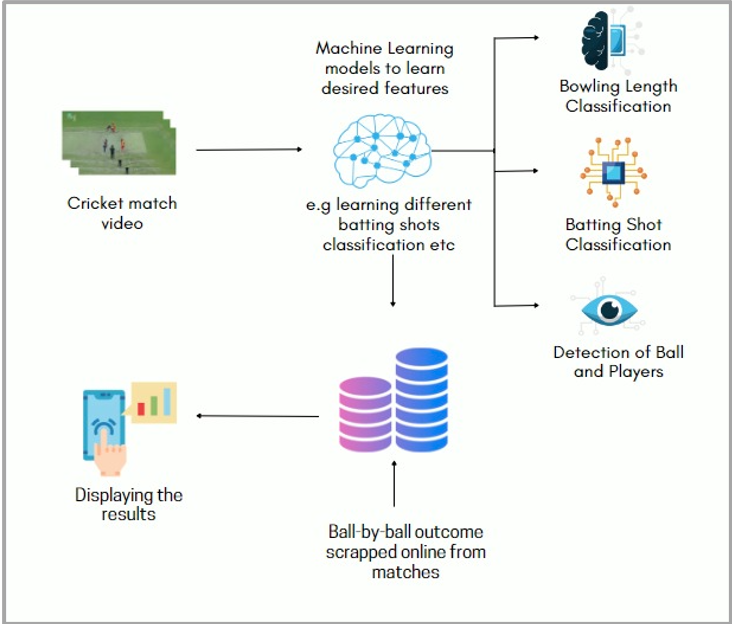 Machine Learning
models to learn
desired features
Bowling Length
Classification
Cricket match
video
e.g learning different
batting shots
classification etc
Batting Shot
Classification
Detection of Ball
and Players
Displaying the
results
Ball-by-ball outcome
scrapped online from
matches